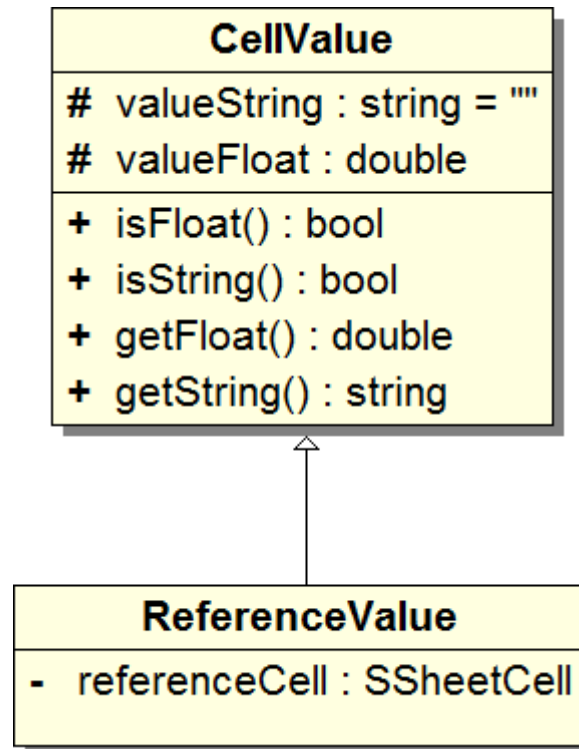 CellValue
# valueString : string = ""
# valueFloat : double
+ isFloat() : bool
+ isString() : bool
+ getFloat() : double
+ getString() : string
ReferenceValue
- referenceCell : SSheetCell